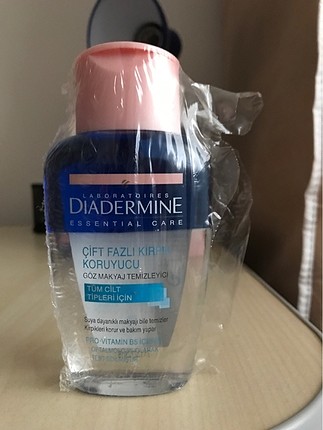 LABORATOIRES
DIADERMINE
ESSENTIAL CARE
ÇİFT FAZLI KİRPİK
KORUYUCU
GÖZ MAKYAJ TEMİZLEYİCİ
TÜM CİLT
TİPLERİ İÇİN
Suya dayanıklı makyajı bile temizler
Kirpikleri korur ve bakım yapar
PRO-VİTAMİN B5